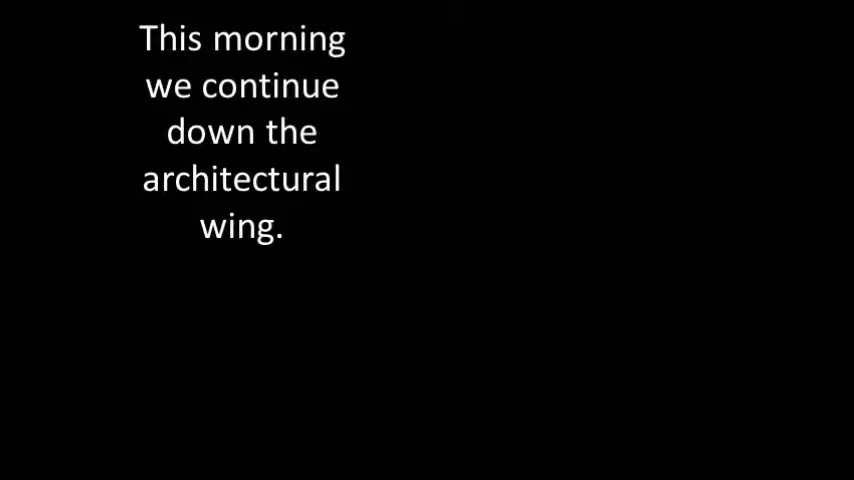 This morning
we continue
down the
architectural
wing.